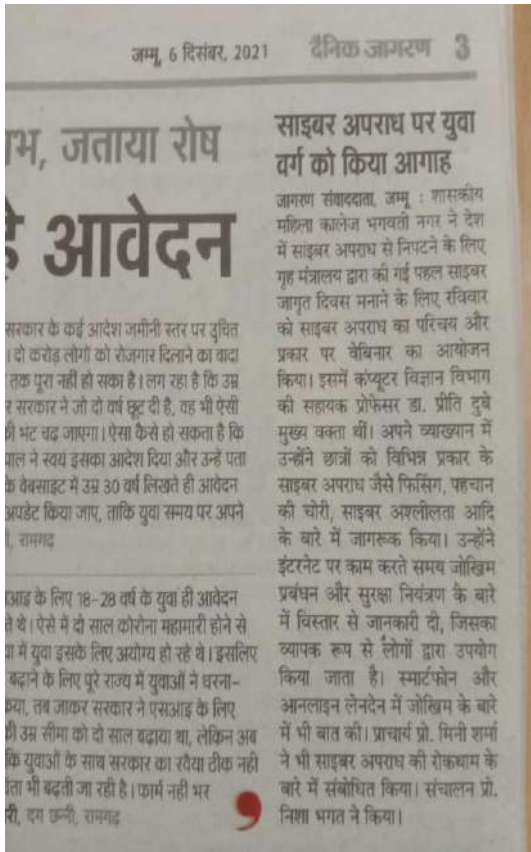 जम्मू, 6 दिसंबर, 2021 दैनिक जागरण 3
भ, जताया रोष
आवेदन
सरकार के कई आदेश जमीनी स्तर पर उचित
। दो करोड़ लोगों को रोजगार दिलाने का वादा
तक पूरा नहीं हो सका है। लग रहा है कि उम्र
र सरकार ने जो दो वर्ष छूट दी है, वह भी ऐसी
भेंट चढ़ जाएगा। ऐसा कैसे हो सकता है कि
पाल ने स्वयं इसका आदेश दिया और उन्हें पता
के वेबसाइट में उम्र 30 वर्ष लिखते ही आवेदन
अपडेट किया जाए, ताकि युवा समय पर अपने
रामगढ़
एसआइ के लिए 18-28 वर्ष के युवा ही आवेदन
ते थे। ऐसे में दो साल कोरोना महामारी होने से
में युवा इसके लिए अयोग्य हो रहे थे। इसलिए
बढ़ाने के लिए पूरे राज्य में युवाओं ने धरना-
तब जाकर सरकार ने एसआइ के लिए
की उम्र सीमा को दो साल बढ़ाया था, लेकिन अब
कि युवाओं के साथ सरकार का रवैया ठीक नहीं
भी बढ़ती जा रही है। फार्म नहीं भर
री, दग छन्नी, रामगढ़
साइबर अपराध पर युवा
वर्ग को किया आगाह
जागरण संवाददाता, जम्मू : शासकीय
महिला कालेज भगवती नगर ने देश
में साइबर अपराध से निपटने के लिए
गृह मंत्रालय द्वारा की गई पहल साइबर
जागृत दिवस मनाने के लिए रविवार
को साइबर अपराध का परिचय और
प्रकार पर वेबिनार का आयोजन
किया। इसमें कंप्यूटर विज्ञान विभाग
की सहायक प्रोफेसर डा. प्रीति दुबे
मुख्य वक्ता थीं। अपने व्याख्यान में
उन्होंने छात्रों को विभिन्न प्रकार के
साइबर अपराध जैसे फिसिंग, पहचान
की चोरी, साइबर अश्लीलता आदि
के बारे में जागरूक किया। उन्होंने
इंटरनेट पर काम करते समय जोखिम
प्रबंधन और सुरक्षा नियंत्रण के बारे
में विस्तार से जानकारी दी, जिसका
व्यापक रूप से लोगों द्वारा उपयोग
किया जाता है। स्मार्टफोन और
आनलाइन लेनदेन में जोखिम के बारे
में भी बात की। प्राचार्य प्रो. मिनी शर्मा
ने भी साइबर अपराध की रोकथाम के
बारे में संबोधित किया। संचालन प्रो.
निशा भगत ने किया।